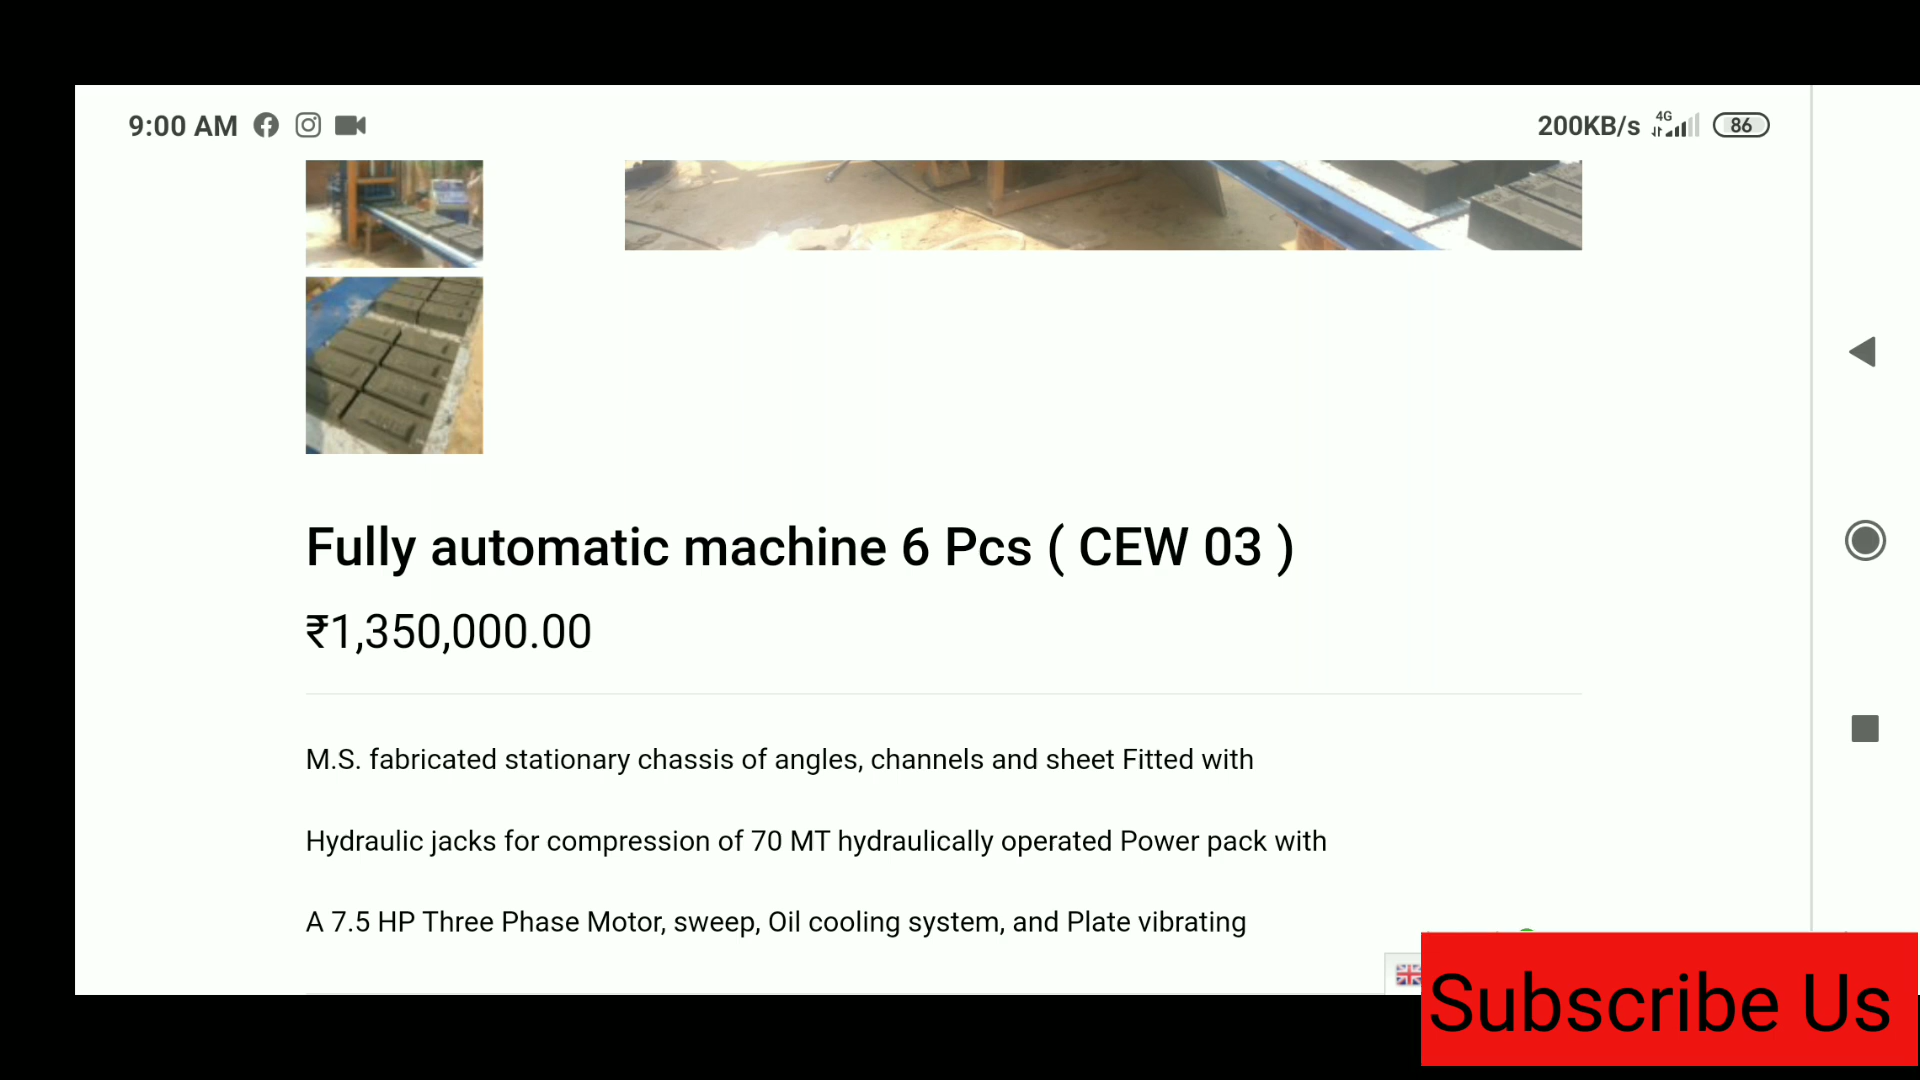 9:00 AM
200KB/s 4G 86
Fully automatic machine 6 Pcs ( CEW 03 )
₹1,350,000.00
M.S. fabricated stationary chassis of angles, channels and sheet Fitted with
Hydraulic jacks for compression of 70 MT hydraulically operated Power pack with
A 7.5 HP Three Phase Motor, sweep, Oil cooling system, and Plate vibrating
Subscribe Us